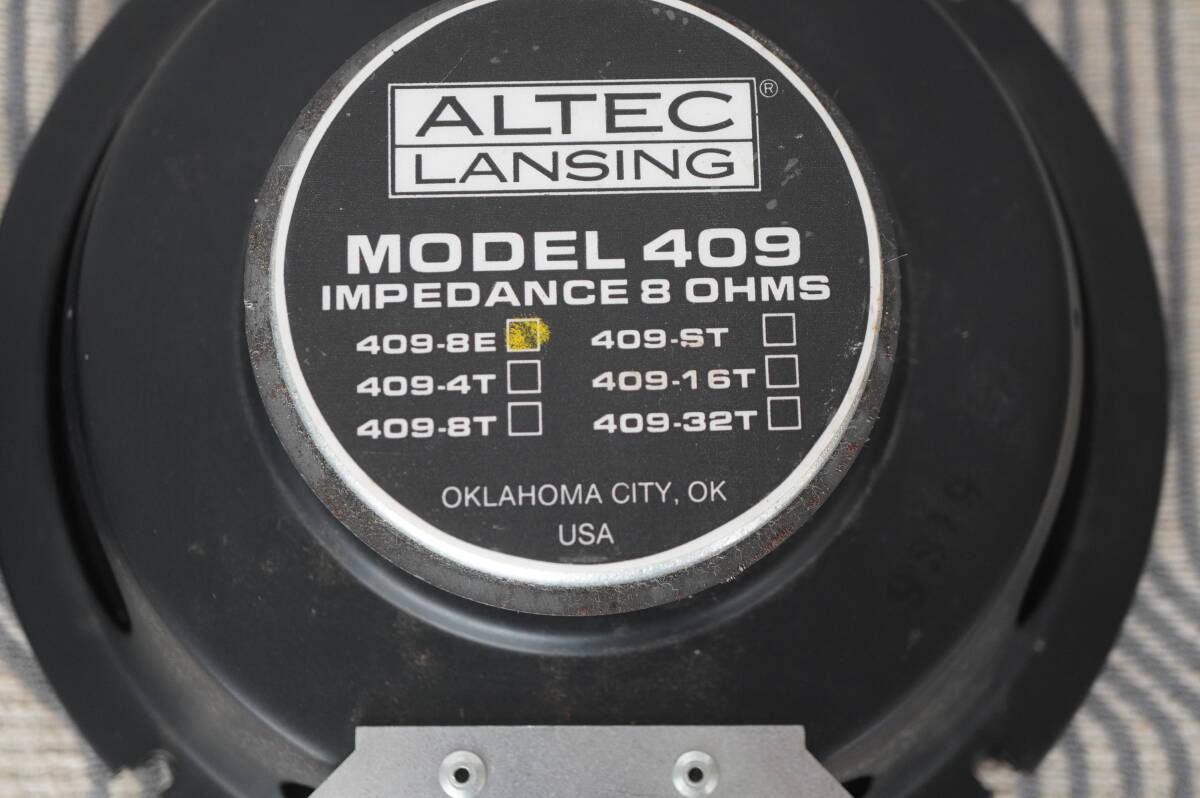 ALTEC ®
LANSING
MODEL 409
IMPEDANCE 8 OHMS
409-8E 409-ST
409-4T 409-16T
409-8T 409-32T
OKLAHOMA CITY, OK
USA